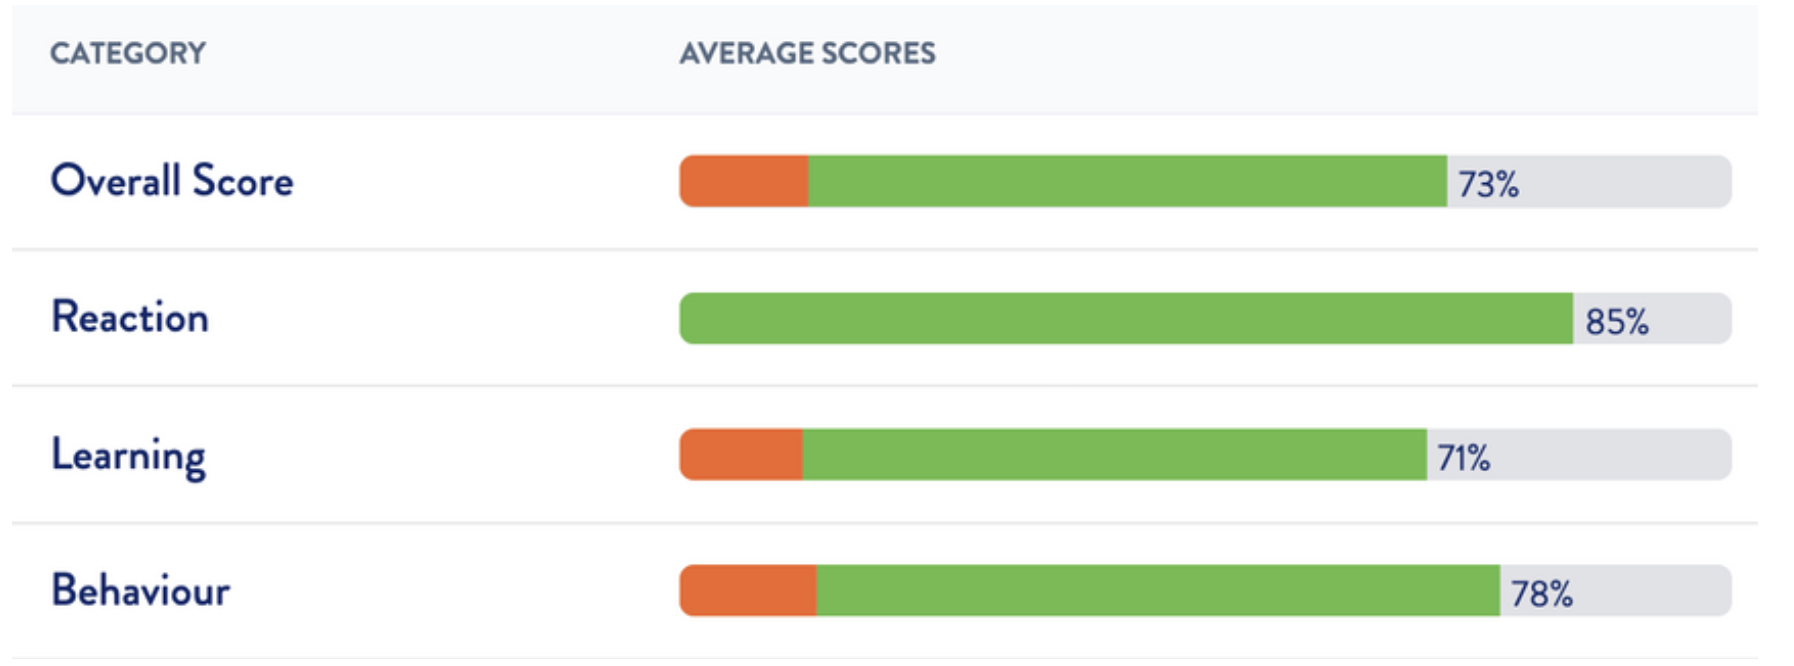 CATEGORY AVERAGE SCORES
Overall Score 73%
Reaction 85%
Learning 71%
Behaviour 78%